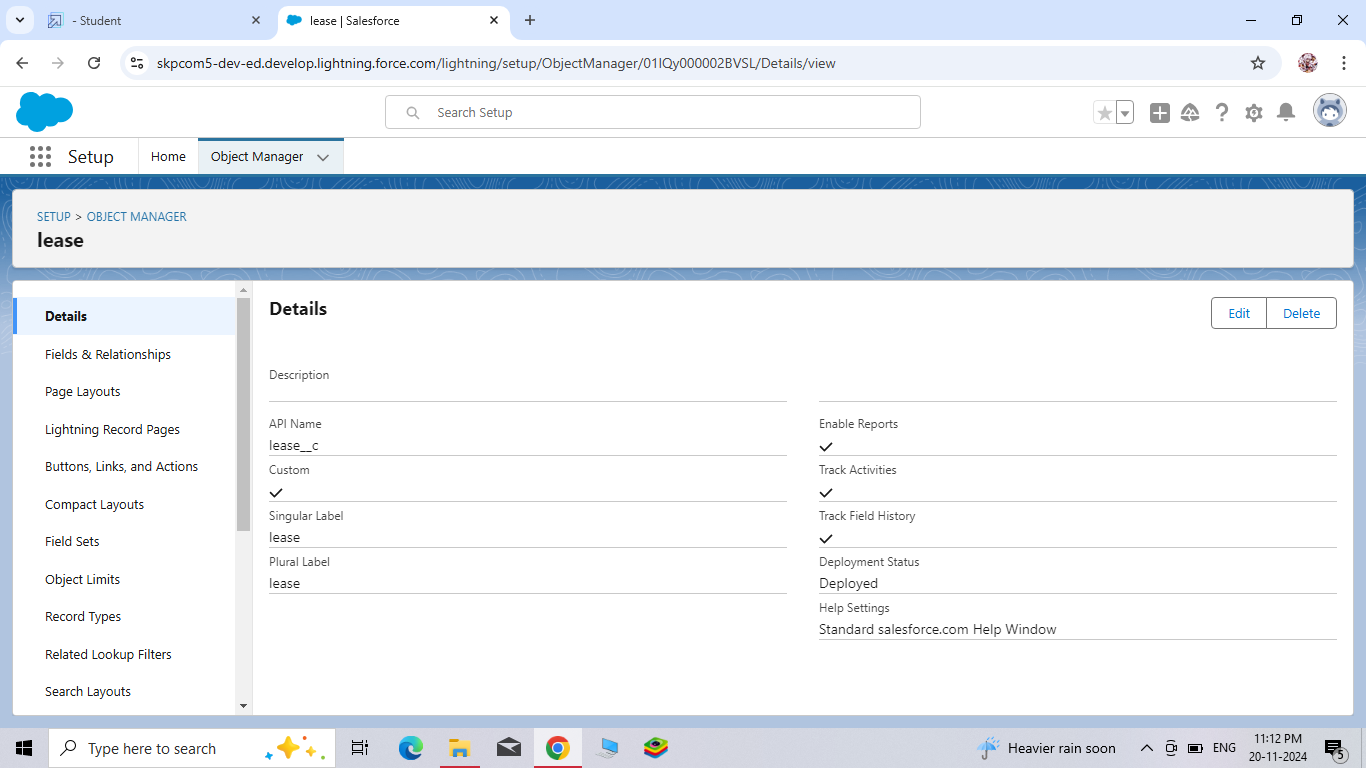 - Student
lease | Salesforce
skpcom5-dev-ed.develop.lightning.force.com/lightning/setup/ObjectManager/01IQy000002BVSL/Details/view
Search Setup
Setup
Home
Object Manager
SETUP > OBJECT MANAGER
lease
Details
Fields & Relationships
Page Layouts
Lightning Record Pages
Buttons, Links, and Actions
Compact Layouts
Field Sets
Object Limits
Record Types
Related Lookup Filters
Search Layouts
Details
Edit
Delete
Description
API Name
lease__c
Custom
Singular Label
lease
Plural Label
lease
Enable Reports
Track Activities
Track Field History
Deployment Status
Deployed
Help Settings
Standard salesforce.com Help Window
Type here to search
Heavier rain soon
ENG
11:12 PM
20-11-2024
5